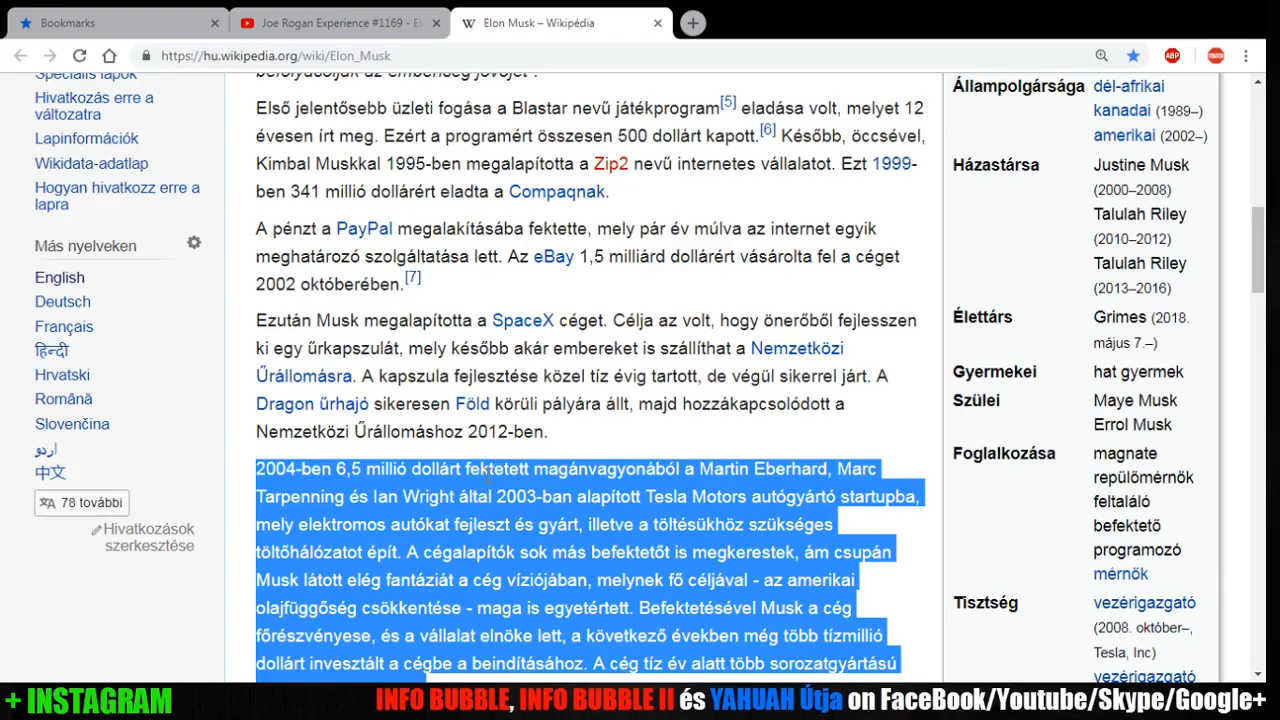 Bookmarks
Joe Rogan Experience #1169 - El
Elon Musk – Wikipédia
https://hu.wikipedia.org/wiki/Elon_Musk
ABP
Speciális lapok
Hivatkozás erre a
változatra
Lapinformációk
Wikidata-adatlap
Hogyan hivatkozz erre a
lapra
Más nyelveken
English
Deutsch
Français
हिन्दी
Hrvatski
Română
Slovenčina
اردو
中文
78 további
Hivatkozások
szerkesztése
befolyásolják az emberiség jövőjét".
Első jelentősebb üzleti fogása a Blastar nevű játékprogram[5] eladása volt, melyet 12
évesen írt meg. Ezért a programért összesen 500 dollárt kapott.[6] Később, öccsével,
Kimbal Muskkal 1995-ben megalapította a Zip2 nevű internetes vállalatot. Ezt 1999-
ben 341 millió dollárért eladta a Compaqnak.
A pénzt a PayPal megalakításába fektette, mely pár év múlva az internet egyik
meghatározó szolgáltatása lett. Az eBay 1,5 milliárd dollárért vásárolta fel a céget
2002 októberében.[7]
Ezután Musk megalapította a SpaceX céget. Célja az volt, hogy önerőből fejlesszen
ki egy űrkapszulát, mely később akár embereket is szállíthat a Nemzetközi
Űrállomásra. A kapszula fejlesztése közel tíz évig tartott, de végül sikerrel járt. A
Dragon űrhajó sikeresen Föld körüli pályára állt, majd hozzákapcsolódott a
Nemzetközi Űrállomáshoz 2012-ben.
2004-ben 6,5 millió dollárt fektetett magánvagyonából a Martin Eberhard, Marc
Tarpenning és Ian Wright által 2003-ban alapított Tesla Motors autógyártó startupba,
mely elektromos autókat fejleszt és gyárt, illetve a töltésükhöz szükséges
töltőhálózatot épít. A cégalapítók sok más befektetőt is megkerestek, ám csupán
Musk látott elég fantáziát a cég víziójában, melynek fő céljával - az amerikai
olajfüggőség csökkentése - maga is egyetértett. Befektetésével Musk a cég
főrészvényese, és a vállalat elnöke lett, a következő években még több tízmillió
dollárt invesztált a cégbe a beindításához. A cég tíz év alatt több sorozatgyártású
Állampolgársága
dél-afrikai
kanadai (1989–)
amerikai (2002–)
Házastársa
Justine Musk
(2000–2008)
Talulah Riley
(2010–2012)
Talulah Riley
(2013–2016)
Élettárs
Grimes (2018.
május 7.–)
Gyermekei
hat gyermek
Szülei
Maye Musk
Errol Musk
Foglalkozása
magnate
repülőmérnök
feltaláló
befektető
programozó
mérnök
Tisztség
vezérigazgató
(2008. október–,
Tesla, Inc)
vezérigazgató
+ INSTAGRAM
INFO BUBBLE, INFO BUBBLE II és YAHUAH Útja on FaceBook/Youtube/Skype/Google+